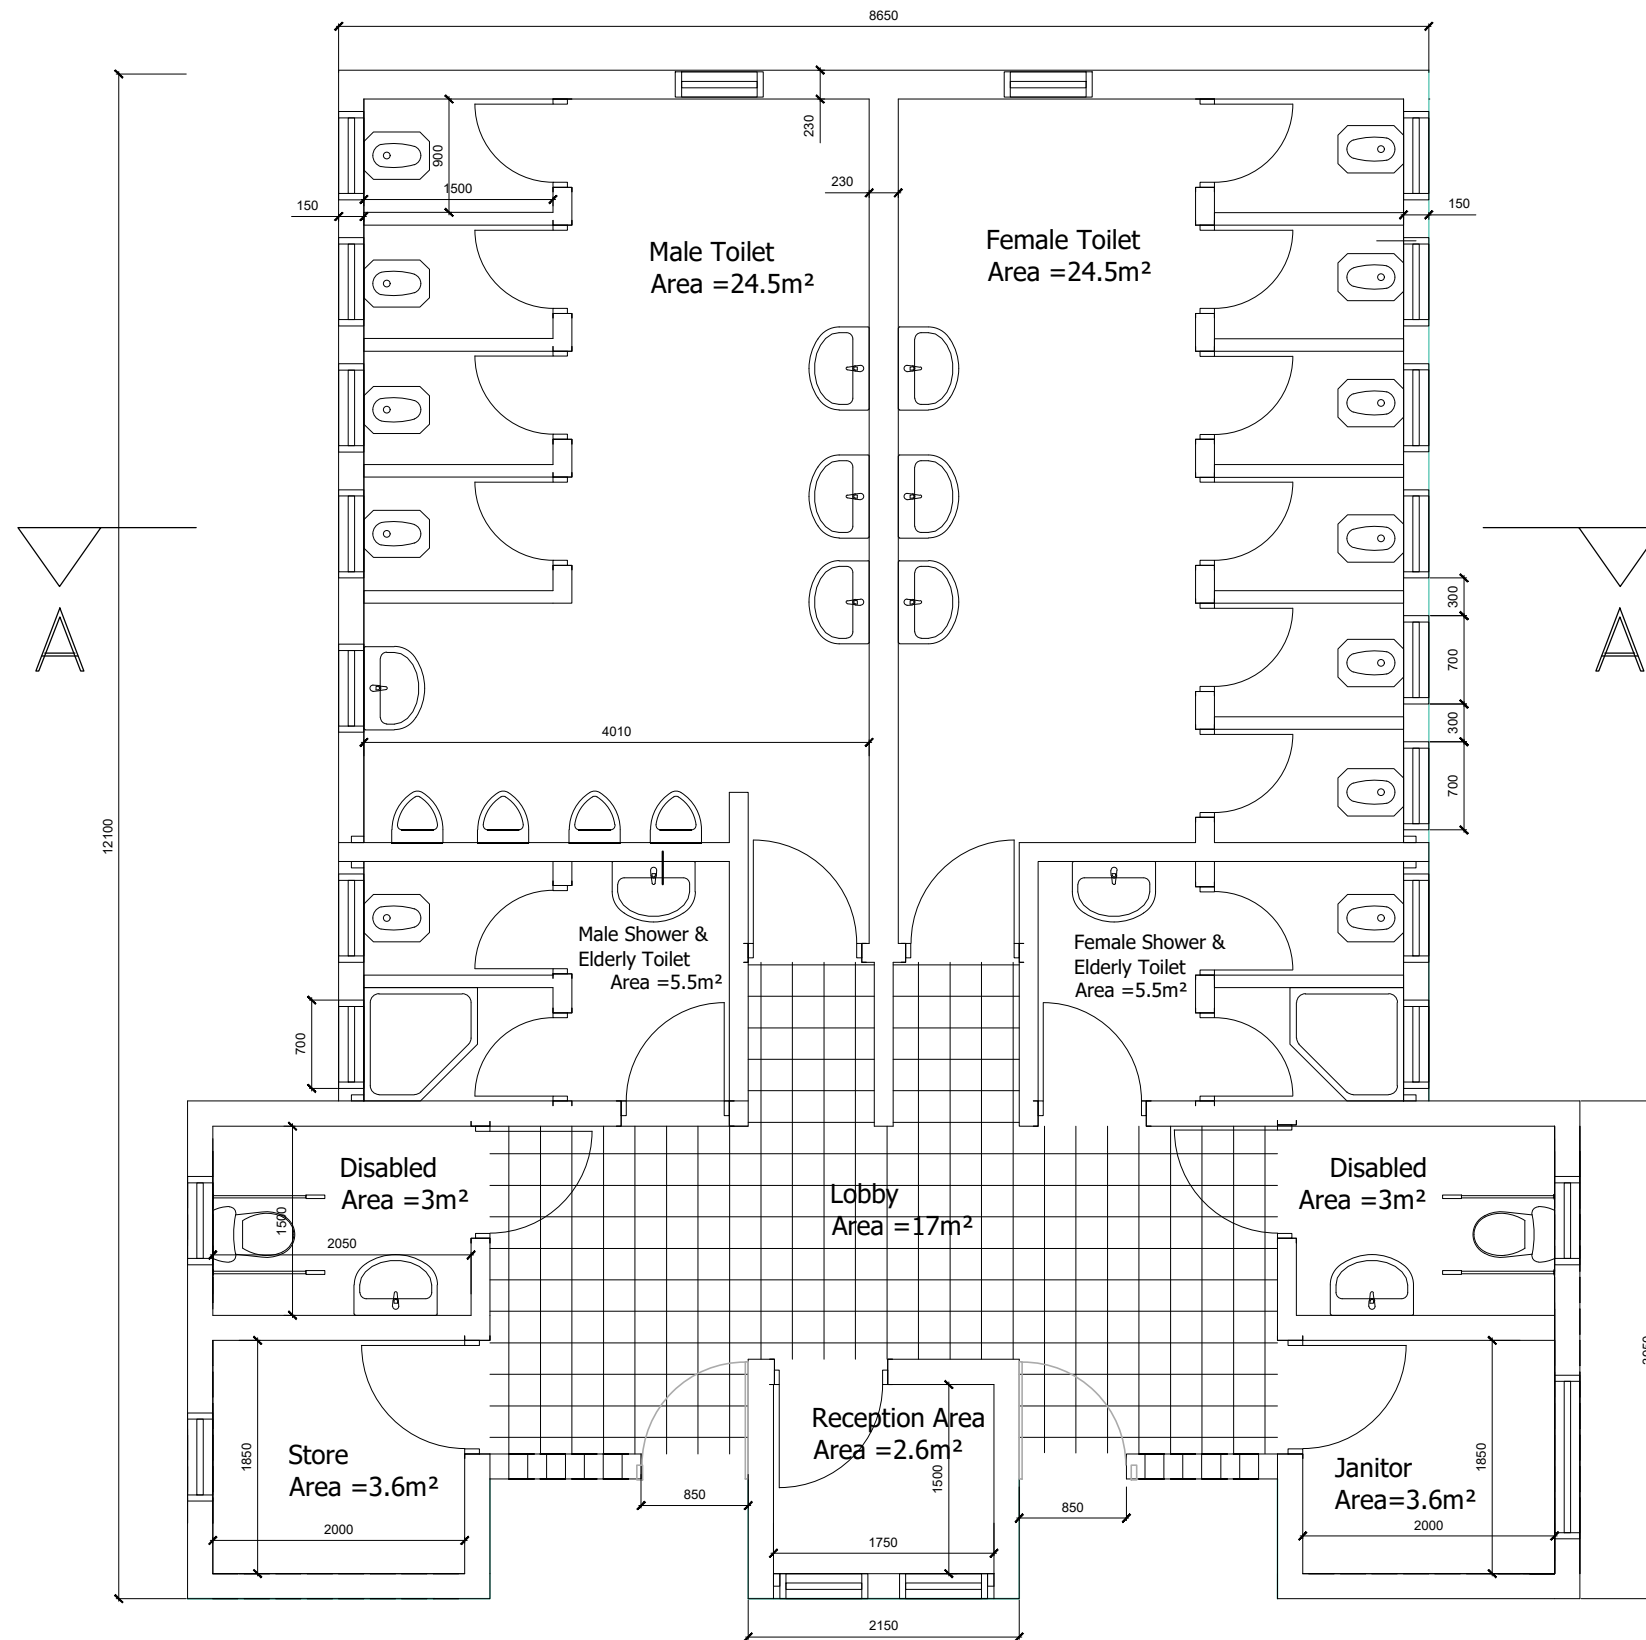 8650
230
900
1500
150
230
150
Male Toilet
Area =24.5m²
Female Toilet
Area =24.5m²
A
A
300
700
300
700
4010
12100
Male Shower &
Elderly Toilet
Area =5.5m²
Female Shower &
Elderly Toilet
Area =5.5m²
700
Disabled
Area =3m²
1500
2050
Lobby
Area =17m²
Disabled
Area =3m²
Store
Area =3.6m²
1850
2000
850
Reception Area
Area =2.6m²
1500
1750
850
Janitor
Area=3.6m²
1850
2000
2150